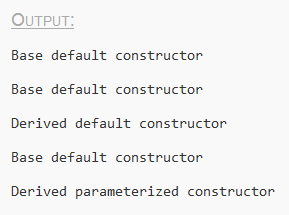 OUTPUT:
Base default constructor
Base default constructor
Derived default constructor
Base default constructor
Derived parameterized constructor